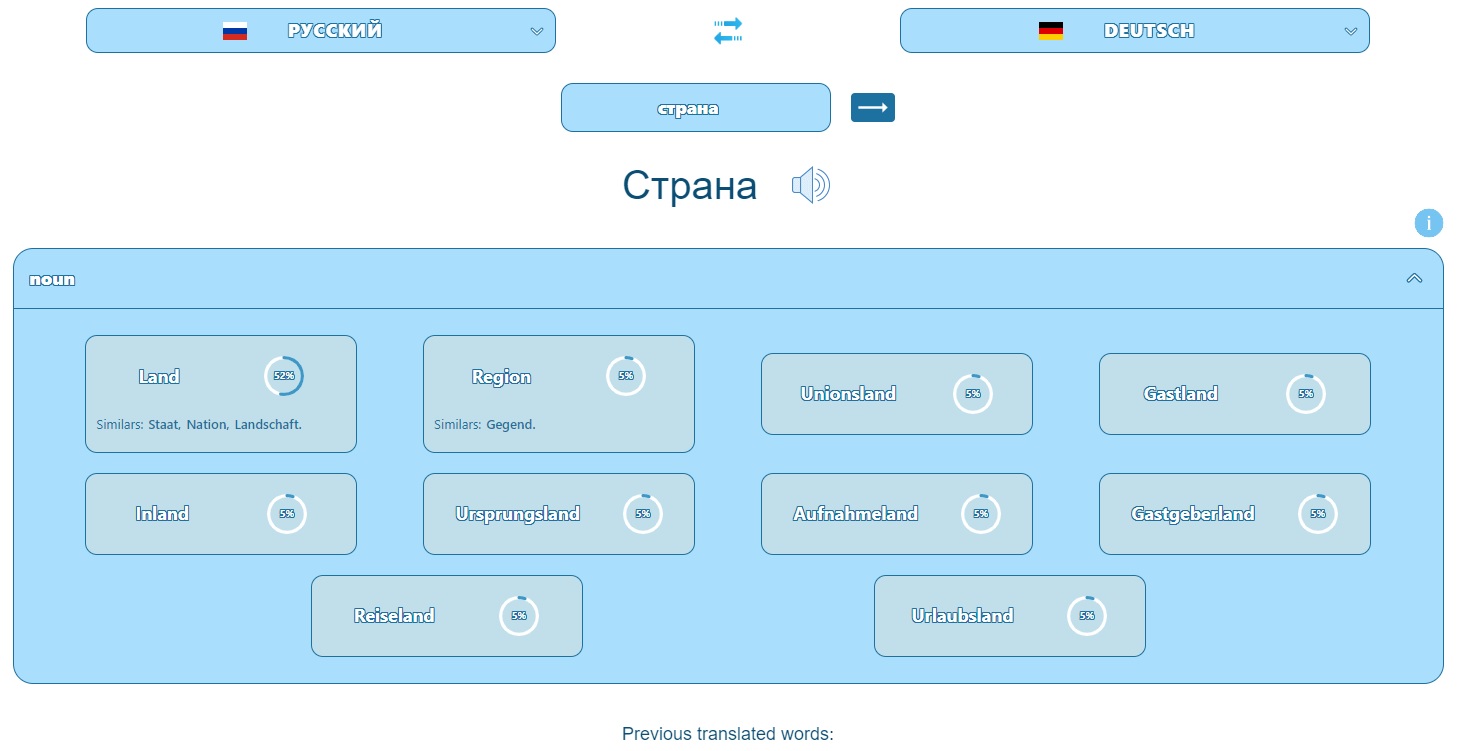 РУССКИЙ DEUTSCH
страна
Страна
i
noun
Land 52% Region 5% Unionsland 5% Gastland 5%
Similars: Staat, Nation, Landschaft. Similars: Gegend.
Inland 5% Ursprungsland 5% Aufnahmeland 5% Gastgeberland 5%
Reiseland 5% Urlaubsland 5%
Previous translated words: